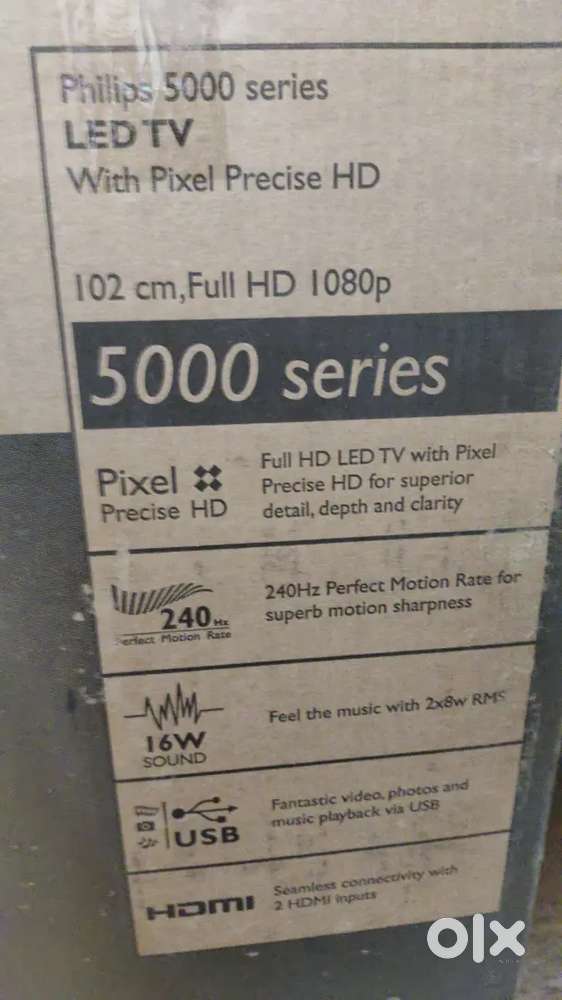 Philips 5000 series
LED TV
With Pixel Precise HD
102 cm, Full HD 1080p
5000 series
Pixel
Precise HD
Full HD LED TV with Pixel
Precise HD for superior
detail, depth and clarity
240 Hz
Perfect Motion Rate
240Hz Perfect Motion Rate for
superb motion sharpness
16W
SOUND
Feel the music with 2x8w RMS
USB
Fantastic video, photos and
music playback via USB
HDMI
Seamless connectivity with
2 HDMI inputs
olx